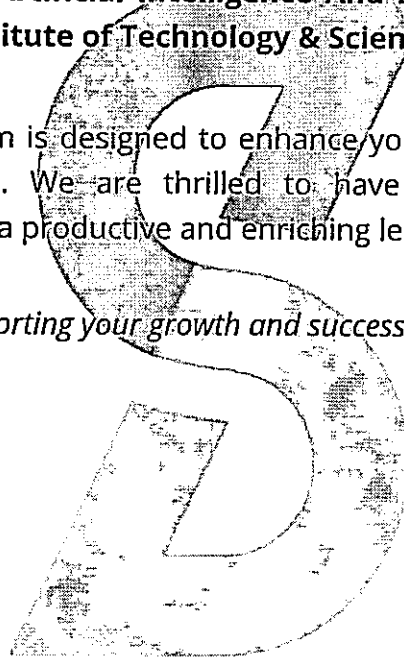 itute of Technology & Scien
m is designed to enhance yo
. We are thrilled to have
a productive and enriching le
orting your growth and success